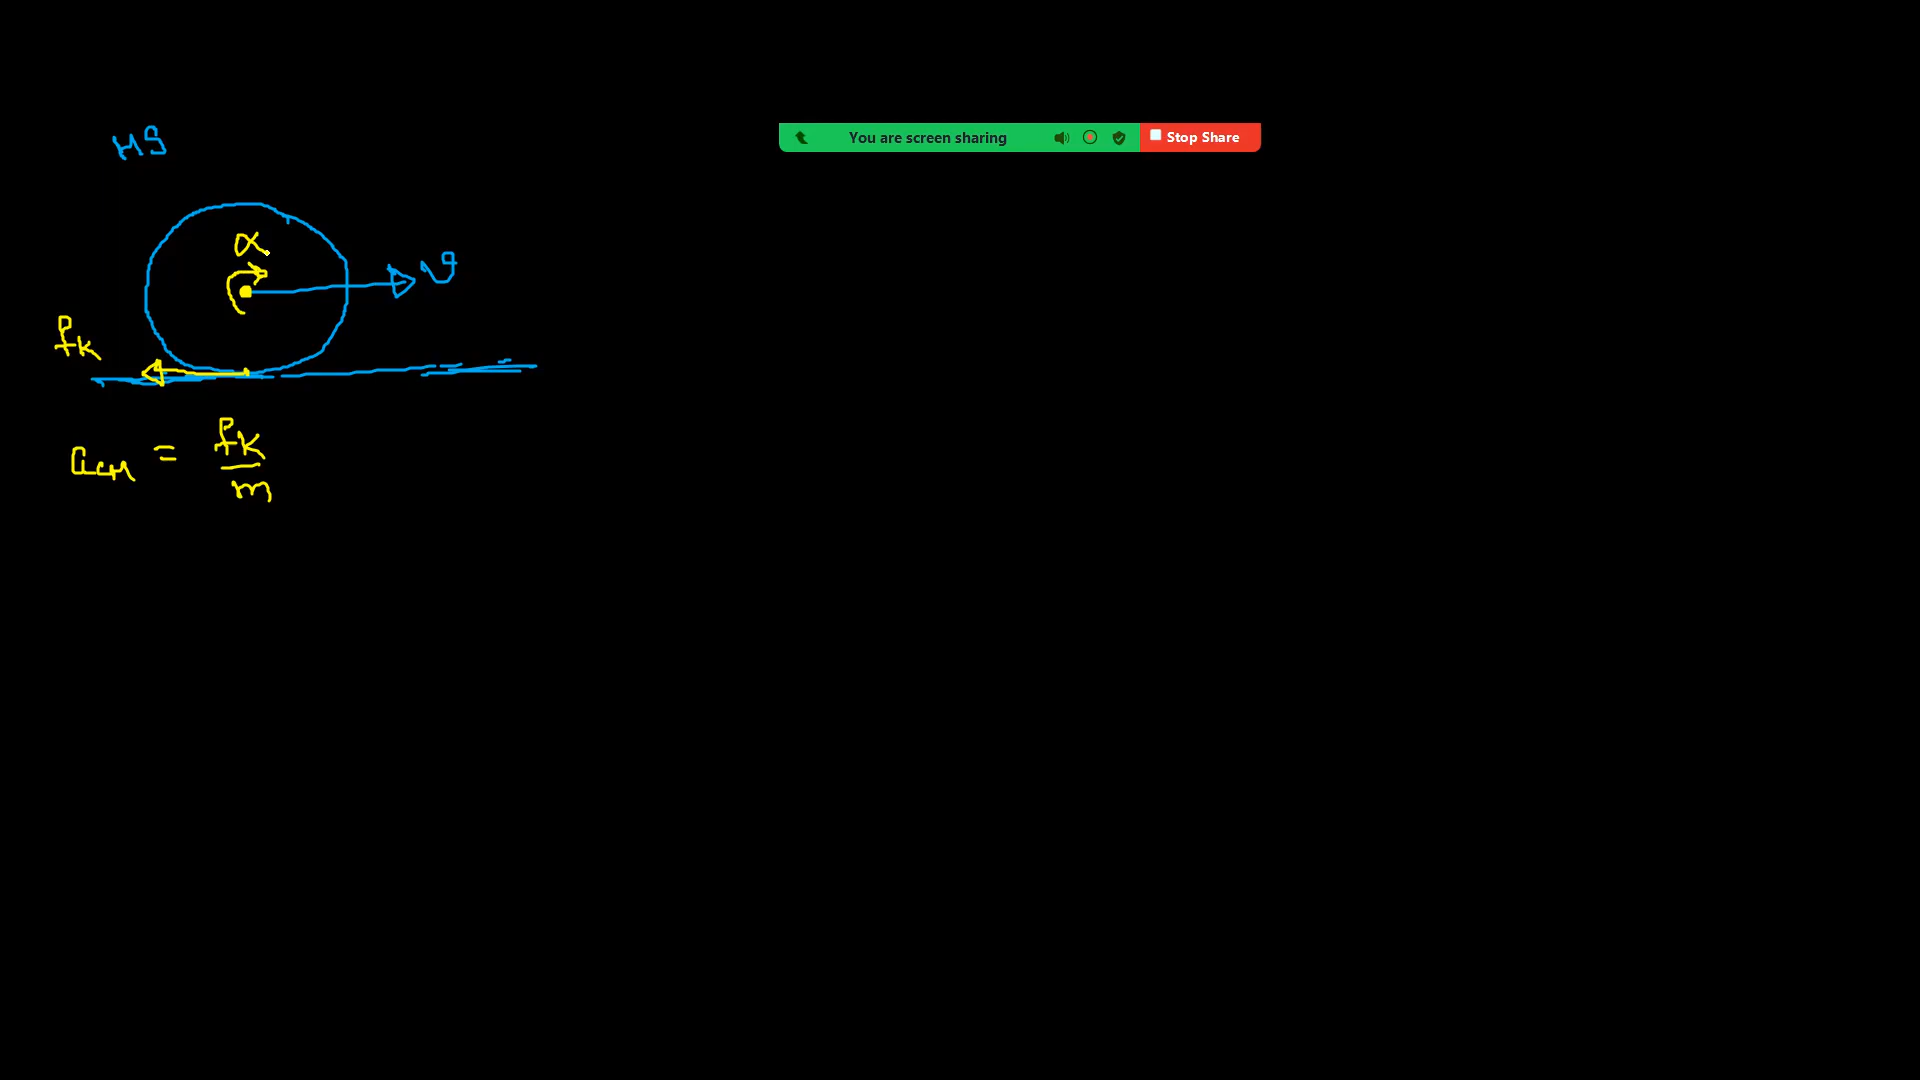 HS
You are screen sharing
Stop Share
α
v
fk
aCM = fk/m